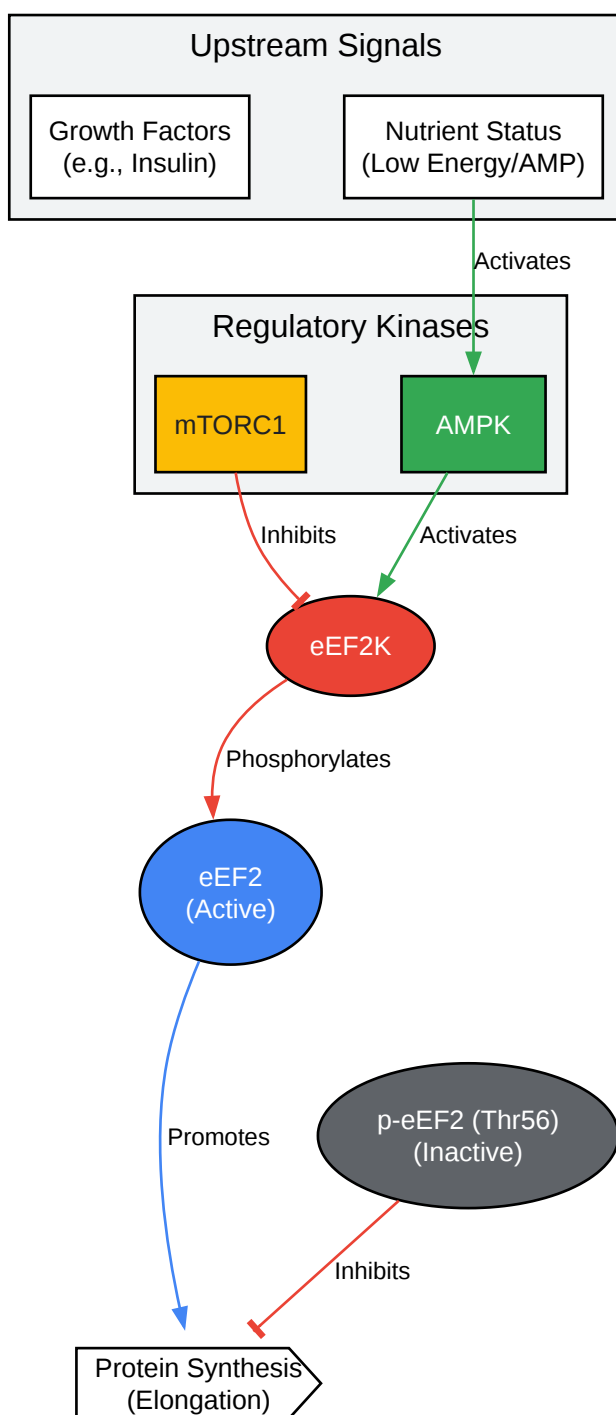 Upstream Signals
Growth Factors
(e.g., Insulin)
Nutrient Status
(Low Energy/AMP)
Activates
Regulatory Kinases
mTORC1
AMPK
Inhibits
Activates
eEF2K
Phosphorylates
eEF2
(Active)
p-eEF2 (Thr56)
(Inactive)
Promotes
Inhibits
Protein Synthesis
(Elongation)